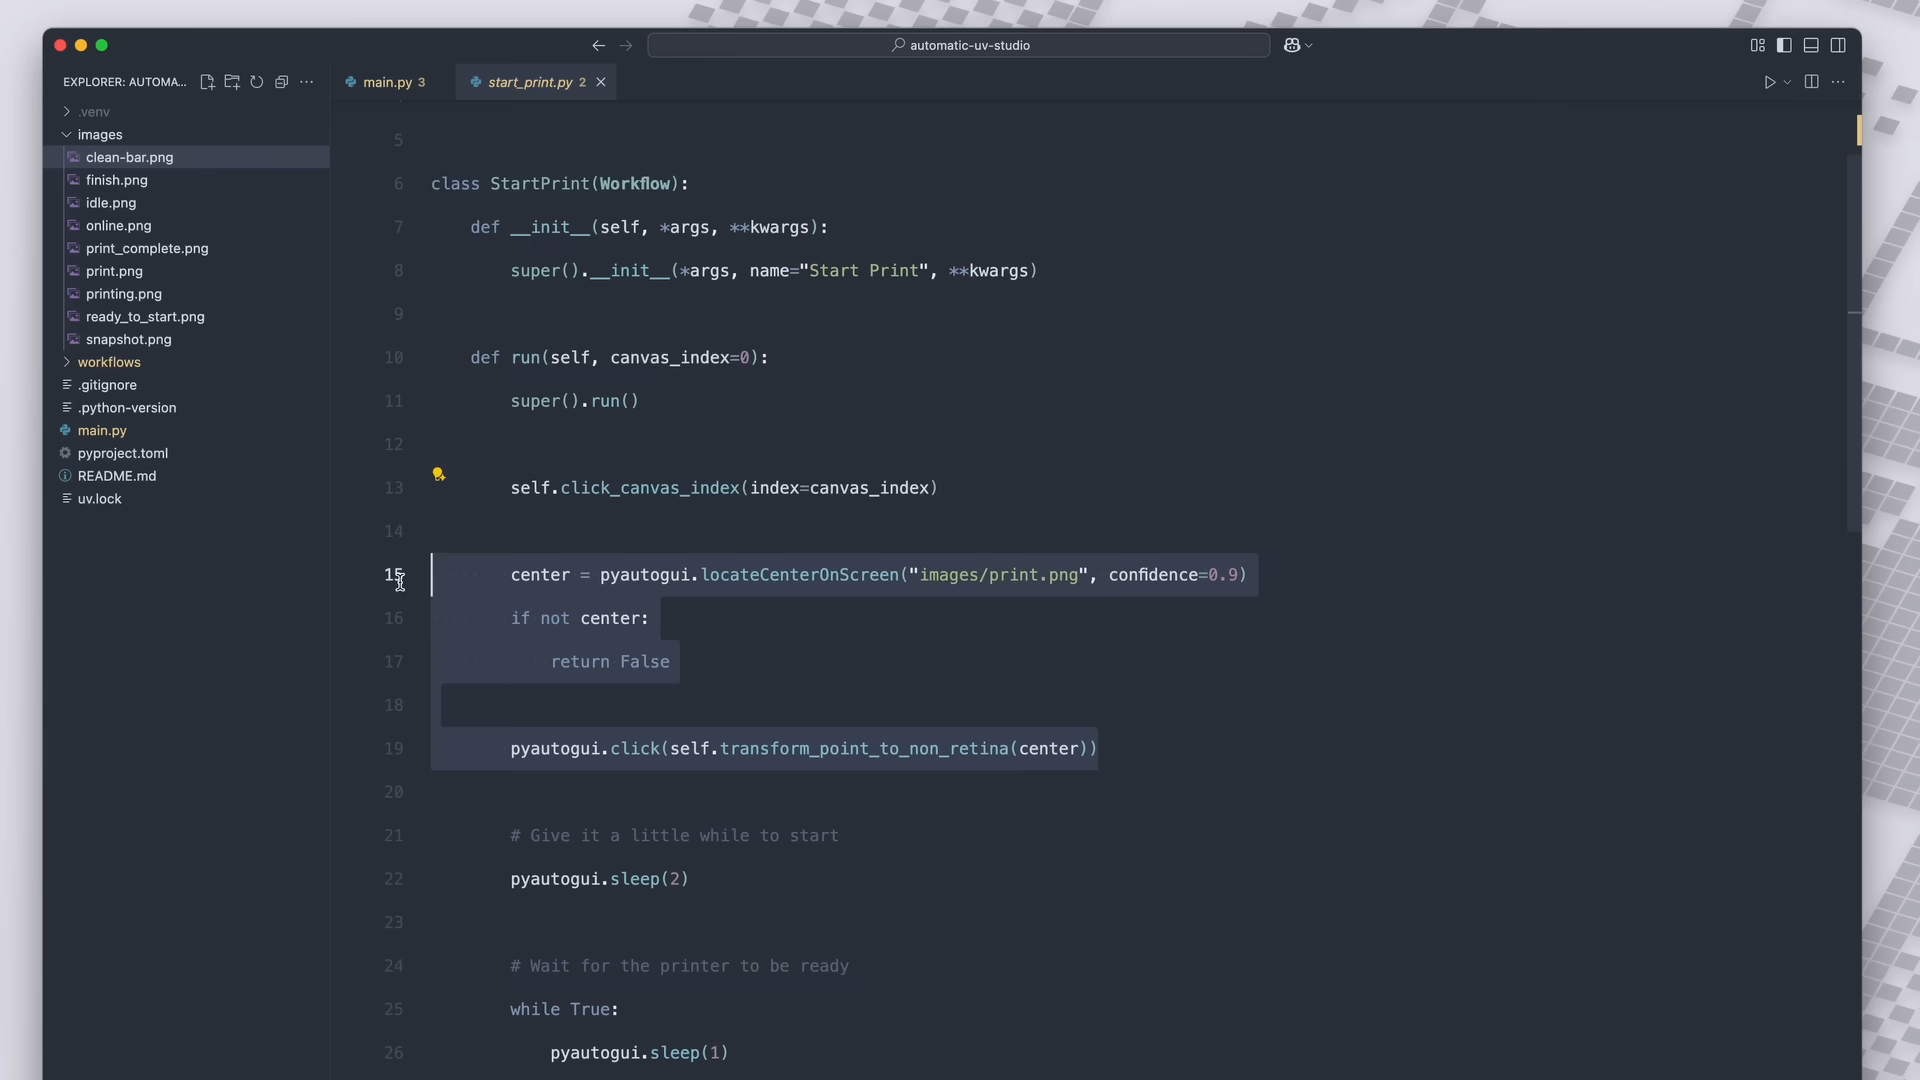 automatic-uv-studio
EXPLORER: AUTOMA...
.venv
images
clean-bar.png
finish.png
idle.png
online.png
print_complete.png
print.png
printing.png
ready_to_start.png
snapshot.png
workflows
.gitignore
.python-version
main.py
pyproject.toml
README.md
uv.lock
main.py 3
start_print.py 2
5
6 class StartPrint(Workflow):
7 def __init__(self, *args, **kwargs):
8 super().__init__(*args, name="Start Print", **kwargs)
9
10 def run(self, canvas_index=0):
11 super().run()
12
13 self.click_canvas_index(index=canvas_index)
14
15 center = pyautogui.locateCenterOnScreen("images/print.png", confidence=0.9)
16 if not center:
17 return False
18
19 pyautogui.click(self.transform_point_to_non_retina(center))
20
21 # Give it a little while to start
22 pyautogui.sleep(2)
23
24 # Wait for the printer to be ready
25 while True:
26 pyautogui.sleep(1)